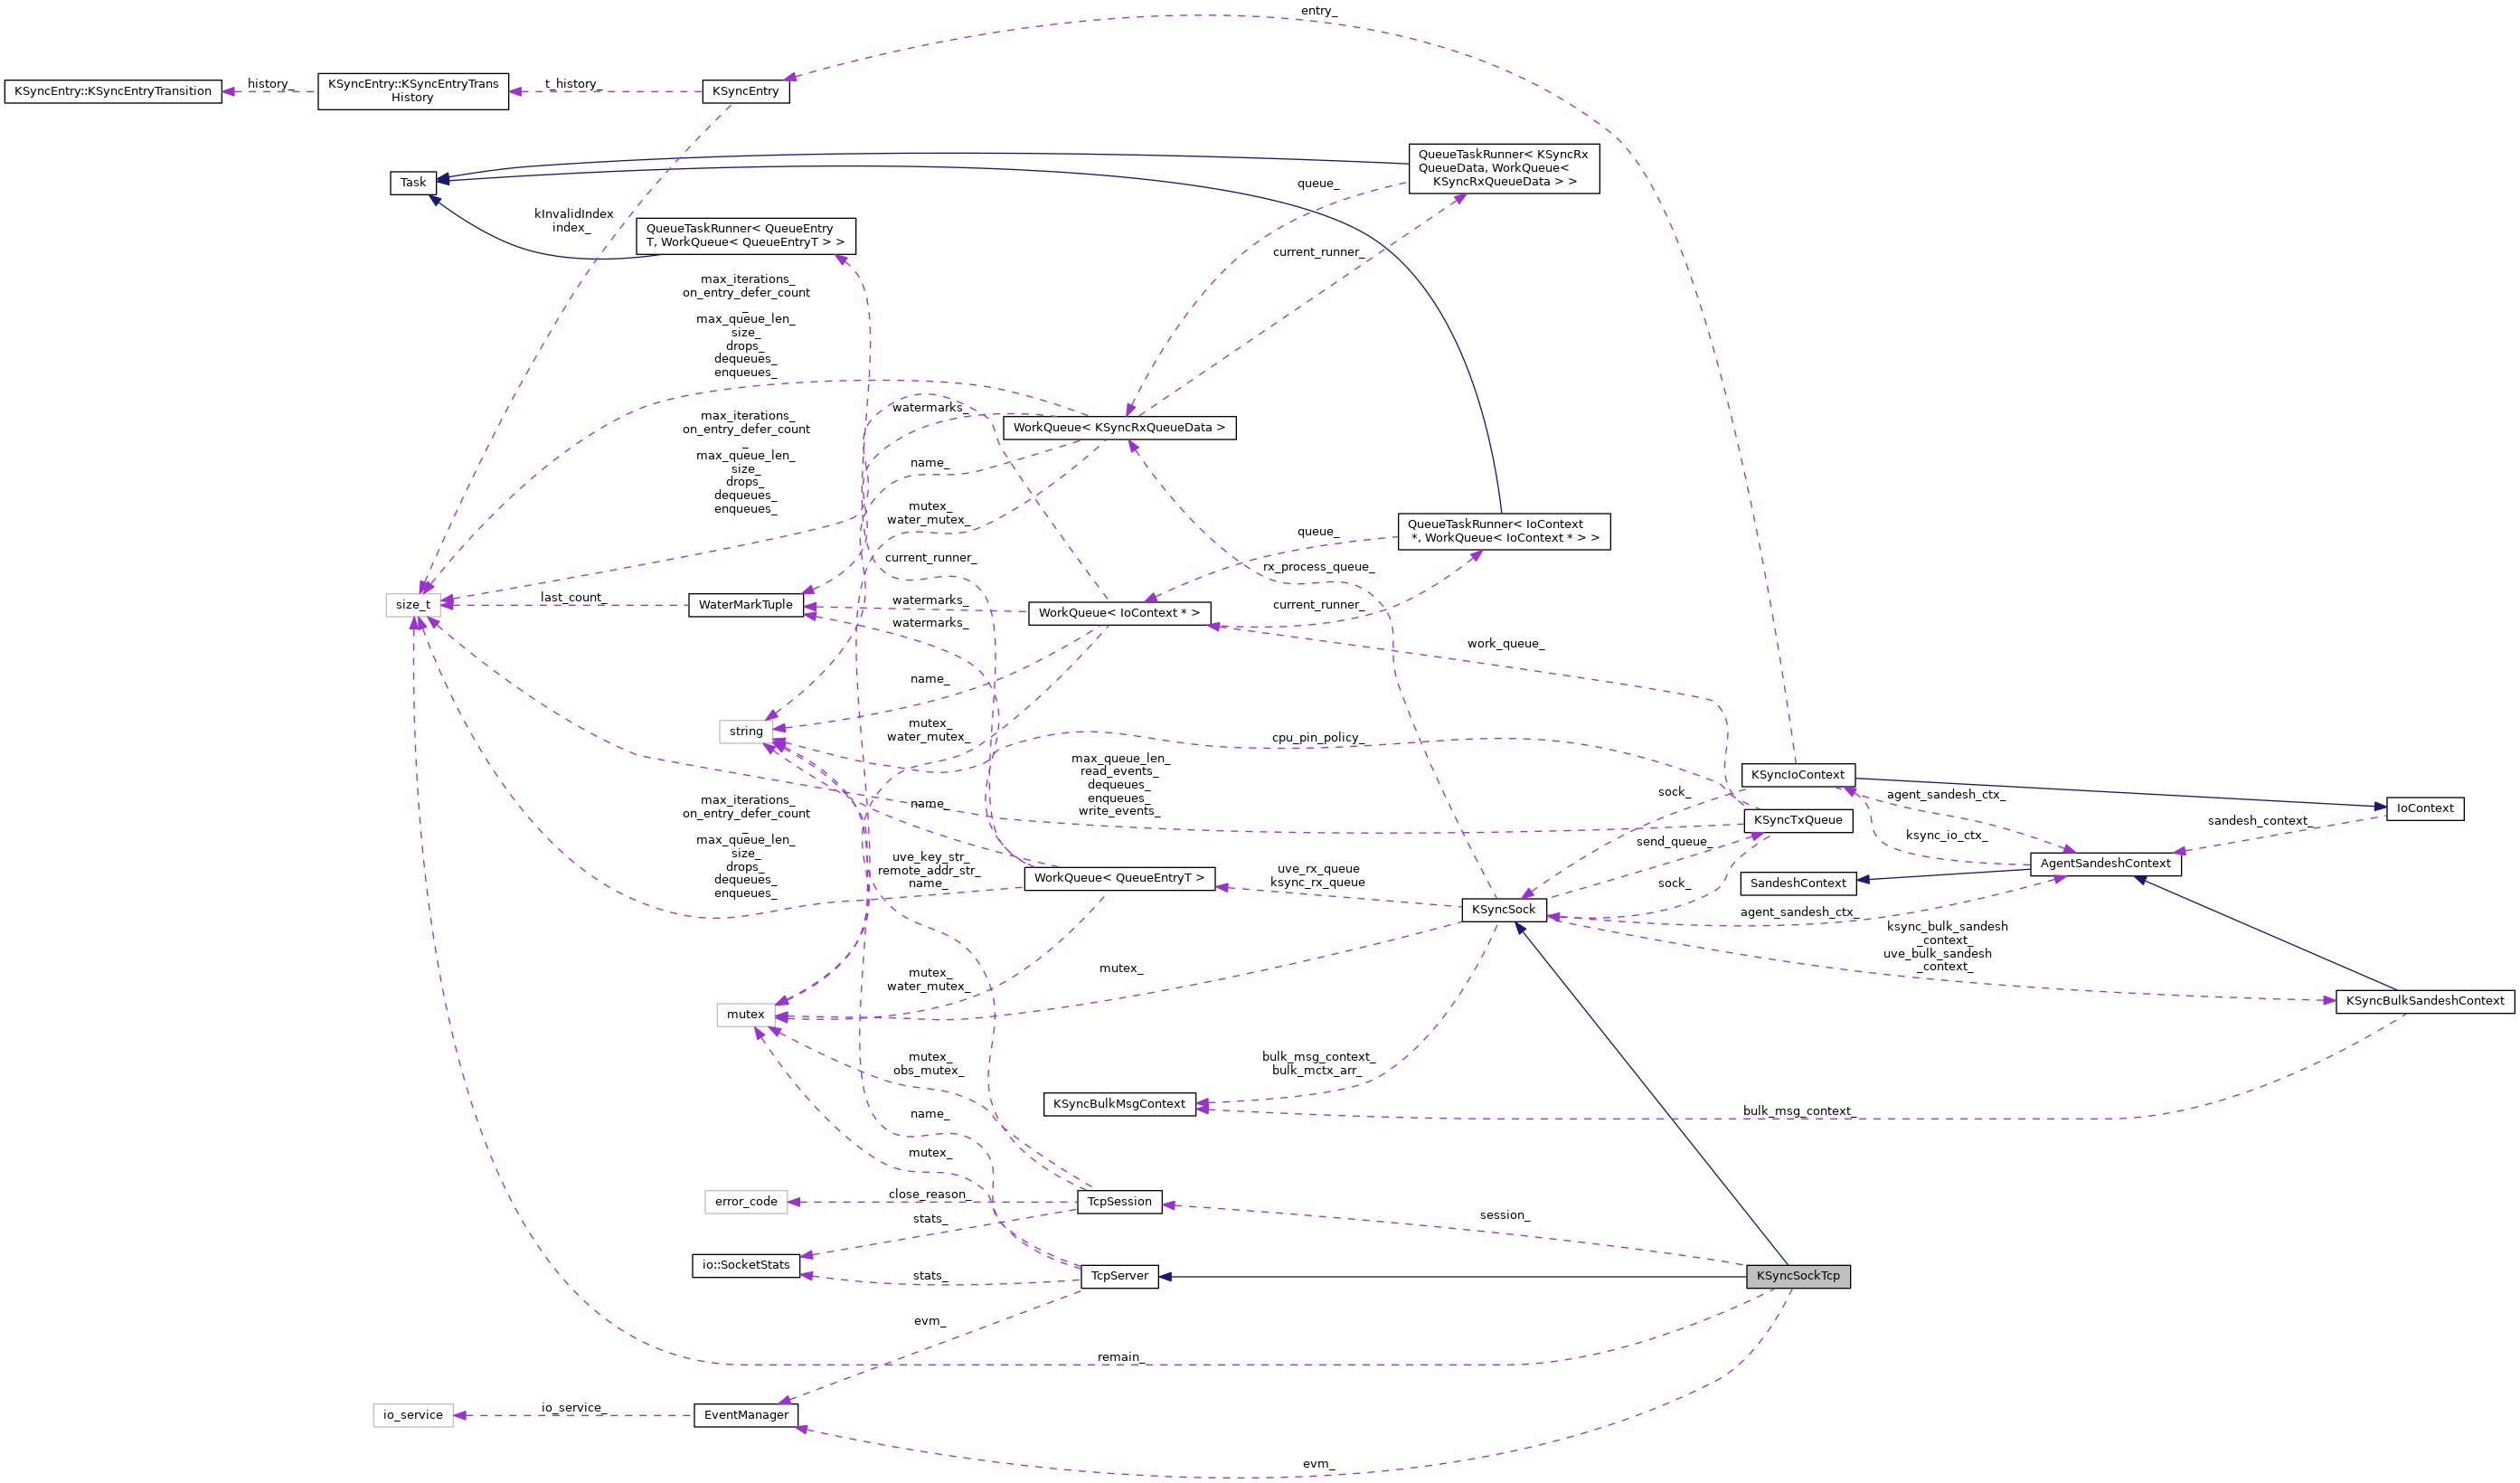 entry_
KSyncEntry::KSyncEntryTransition
history_
KSyncEntry::KSyncEntryTrans
History
t_history_
KSyncEntry
QueueTaskRunner< KSyncRx
QueueData, WorkQueue<
KSyncRxQueueData > >
Task
queue_
kInvalidIndex
index_
QueueTaskRunner< QueueEntry
T, WorkQueue< QueueEntryT > >
current_runner_
max_iterations_
on_entry_defer_count
_
max_queue_len_
size_
drops_
dequeues_
enqueues_
watermarks_
WorkQueue< KSyncRxQueueData >
max_iterations_
on_entry_defer_count
_
max_queue_len_
size_
drops_
dequeues_
enqueues_
name_
mutex_
water_mutex_
QueueTaskRunner< IoContext
*, WorkQueue< IoContext * > >
queue_
current_runner_
rx_process_queue_
size_t
last_count_
WaterMarkTuple
watermarks_
WorkQueue< IoContext * >
current_runner_
watermarks_
work_queue_
name_
string
mutex_
water_mutex_
cpu_pin_policy_
max_queue_len_
read_events_
dequeues_
enqueues_
write_events_
KSyncIoContext
sock_
agent_sandesh_ctx_
IoContext
max_iterations_
on_entry_defer_count
_
max_queue_len_
size_
drops_
dequeues_
enqueues_
name_
KSyncTxQueue
sandesh_context_
ksync_io_ctx_
send_queue_
uve_key_str_
remote_addr_str_
name_
WorkQueue< QueueEntryT >
uve_rx_queue
ksync_rx_queue
sock_
SandeshContext
AgentSandeshContext
KSyncSock
agent_sandesh_ctx_
ksync_bulk_sandesh
_context_
uve_bulk_sandesh
_context_
mutex_
water_mutex_
mutex_
KSyncBulkSandeshContext
mutex
mutex_
obs_mutex_
bulk_msg_context_
bulk_mctx_arr_
KSyncBulkMsgContext
bulk_msg_context_
name_
mutex_
error_code
close_reason_
TcpSession
session_
stats_
io::SocketStats
stats_
TcpServer
KSyncSockTcp
evm_
remain_
io_service
io_service_
EventManager
evm_